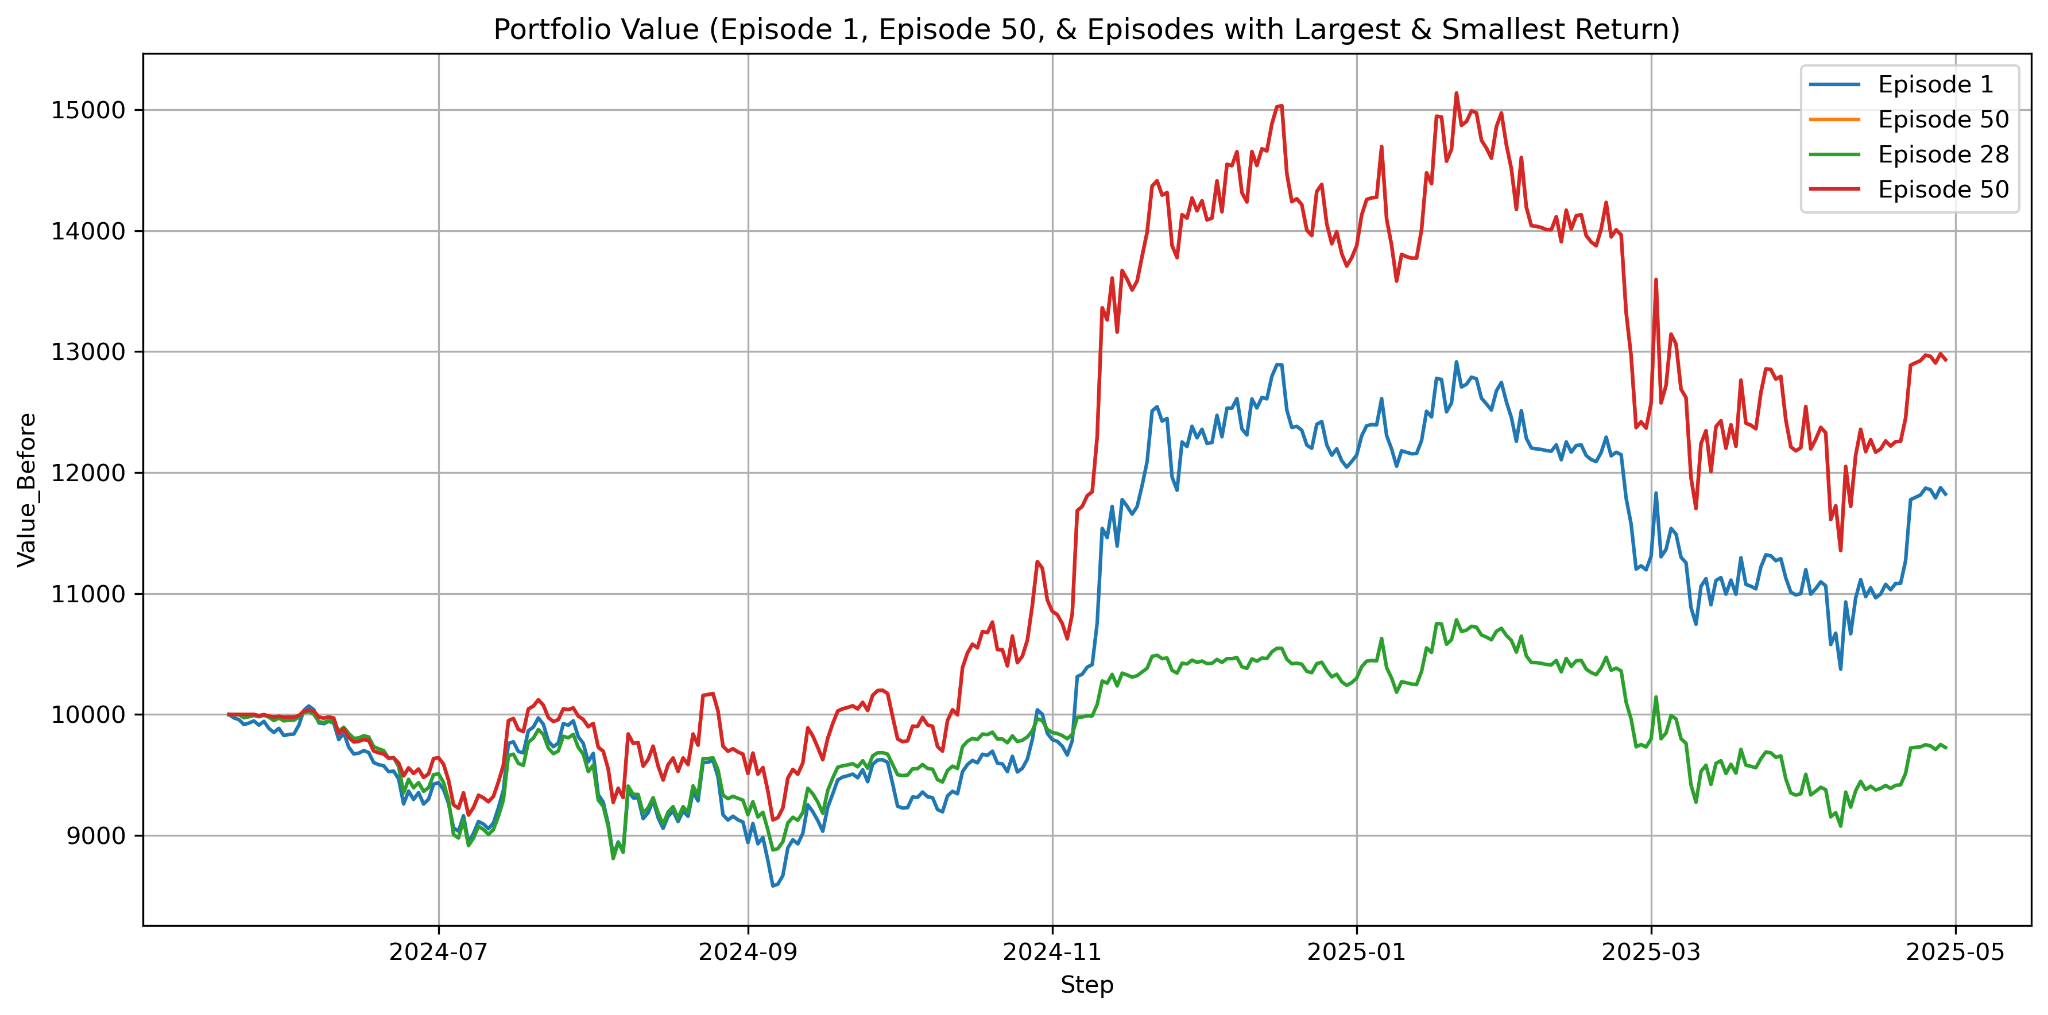 Portfolio Value (Episode 1, Episode 50, & Episodes with Largest & Smallest Return)
Episode 1
Episode 50
Episode 28
Episode 50
15000
14000
13000
12000
11000
10000
9000
Value_Before
2024-07
2024-09
2024-11
2025-01
2025-03
2025-05
Step